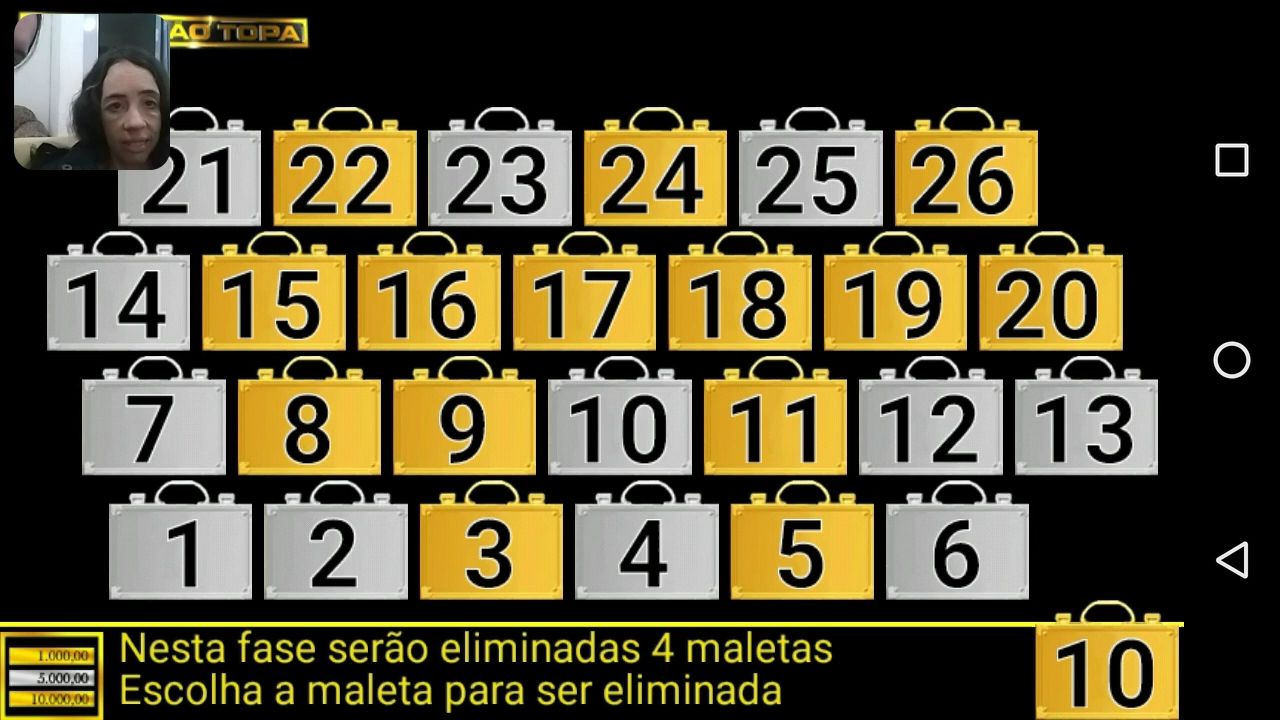 ÃO TOPA
21 22 23 24 25 26
14 15 16 17 18 19 20
7 8 9 10 11 12 13
1 2 3 4 5 6
1.000,00
5.000,00
10.000,00
Nesta fase serão eliminadas 4 maletas
Escolha a maleta para ser eliminada
10